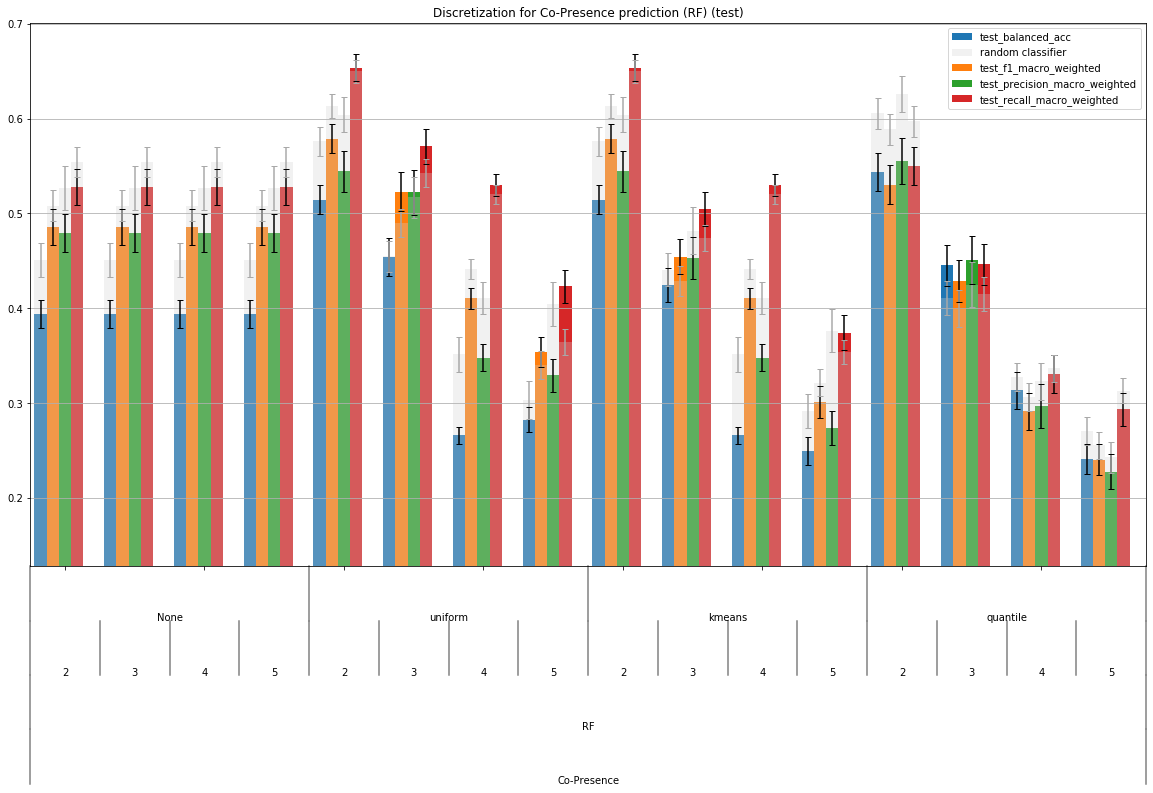 Discretization for Co-Presence prediction (RF) (test)
0.7
0.6
0.5
0.4
0.3
0.2
test_balanced_acc
random classifier
test_f1_macro_weighted
test_precision_macro_weighted
test_recall_macro_weighted
None uniform kmeans quantile
2 3 4 5 2 3 4 5 2 3 4 5 2 3 4 5
RF
Co-Presence